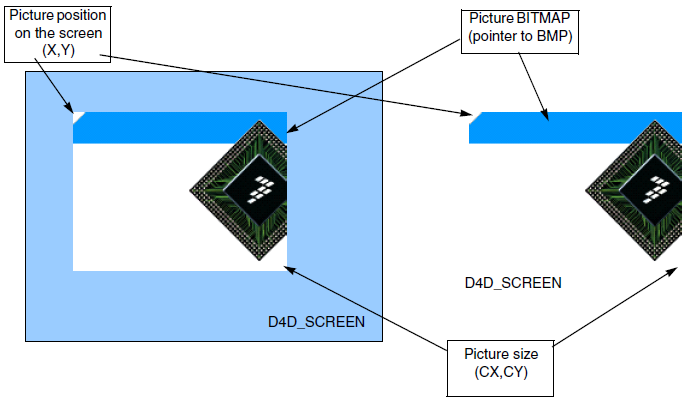 Picture position
on the screen
(X,Y)
Picture BITMAP
(pointer to BMP)
D4D_SCREEN
D4D_SCREEN
Picture size
(CX,CY)